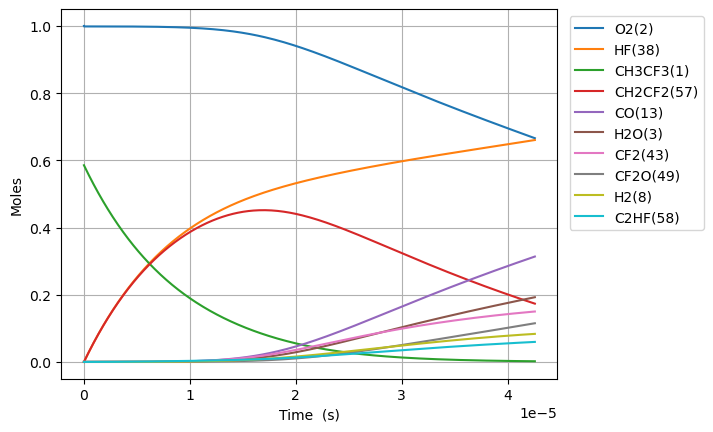 1.0
0.8
0.6
0.4
0.2
0.0
Moles
0
1
2
3
4
1e−5
Time  (s)
O2(2)
HF(38)
CH3CF3(1)
CH2CF2(57)
CO(13)
H2O(3)
CF2(43)
CF2O(49)
H2(8)
C2HF(58)